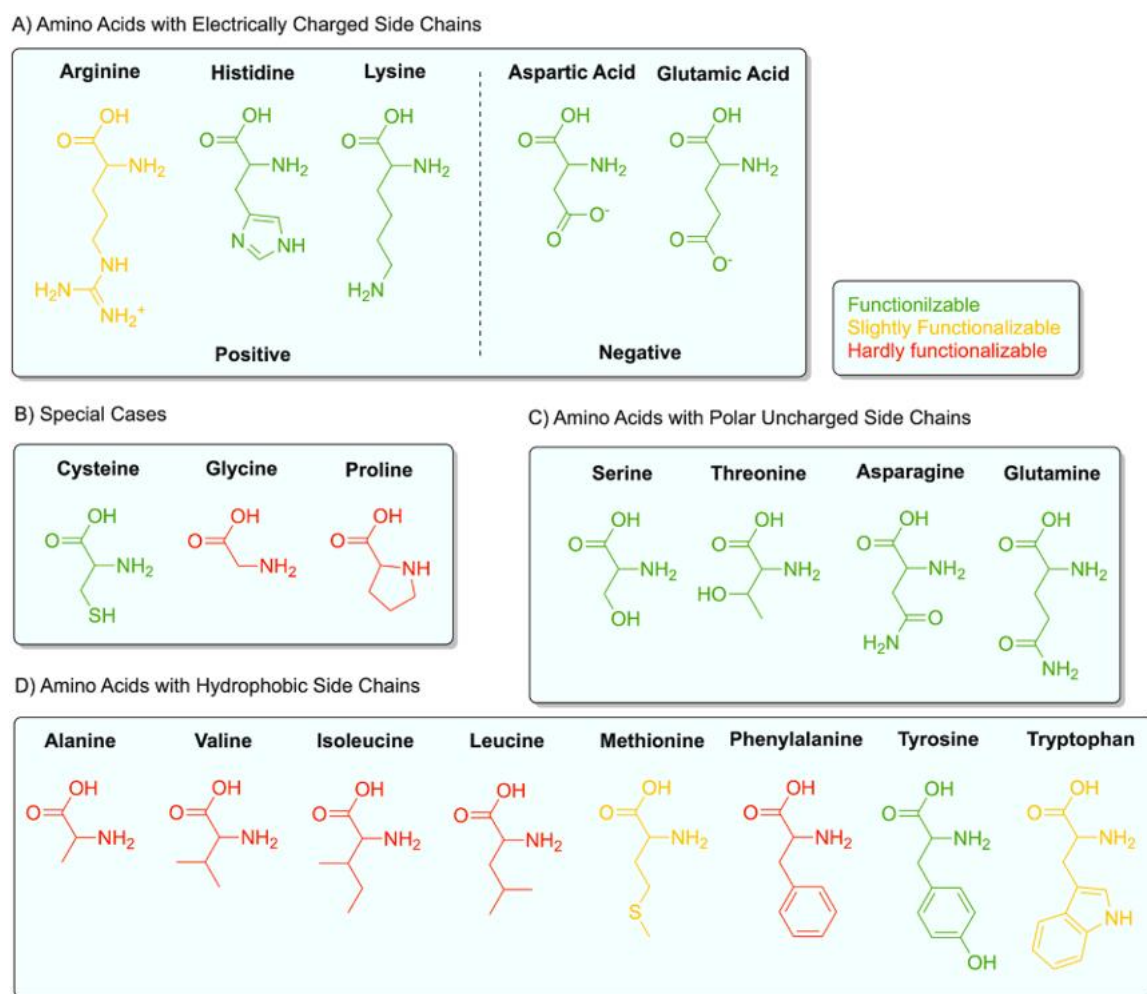 A) Amino Acids with Electrically Charged Side Chains
Arginine Histidine Lysine Aspartic Acid Glutamic Acid
OH OH OH OH OH
O O O O O
NH2 NH2 NH2 NH2 NH2
O-
NH N NH O O
O-
H2N H2N
NH2+
Positive Negative
Functionilzable
Slightly Functionalizable
Hardly functionalizable
B) Special Cases
Cysteine Glycine Proline
OH OH OH
O O O
NH2 NH2 NH
SH
C) Amino Acids with Polar Uncharged Side Chains
Serine Threonine Asparagine Glutamine
OH OH OH OH
O O O O
NH2 NH2 NH2 NH2
HO
OH O
H2N O
NH2
D) Amino Acids with Hydrophobic Side Chains
Alanine Valine Isoleucine Leucine Methionine Phenylalanine Tyrosine Tryptophan
OH OH OH OH OH OH OH OH
O O O O O O O O
NH2 NH2 NH2 NH2 NH2 NH2 NH2 NH2
S NH
OH